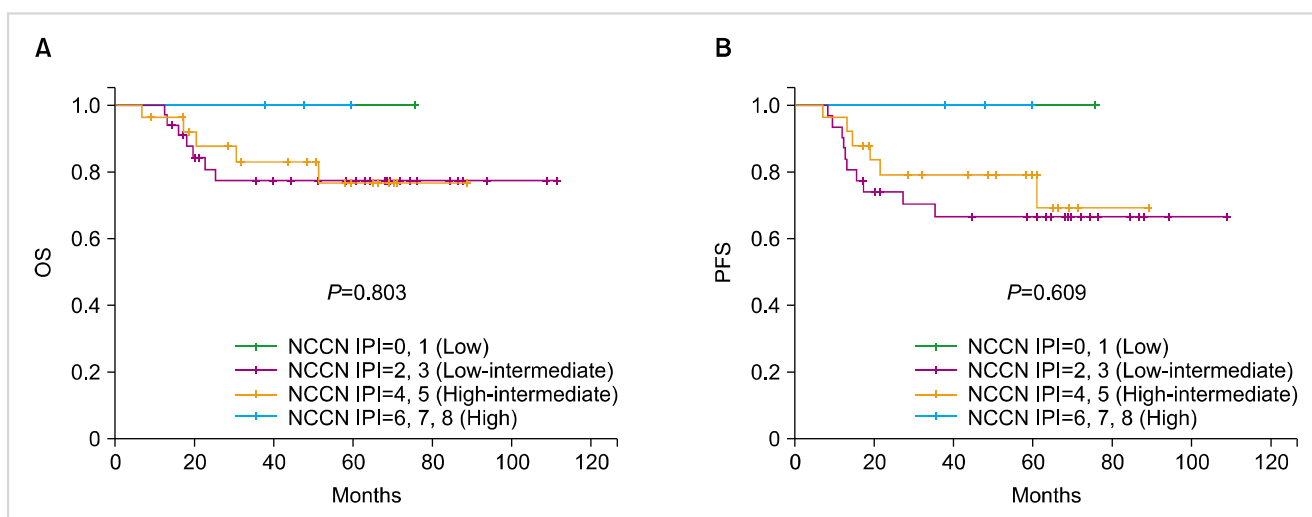 A
1.0
0.8
0.6
0.4
0.2
0
OS
P=0.803
NCCN IPI=0, 1 (Low)
NCCN IPI=2, 3 (Low-intermediate)
NCCN IPI=4, 5 (High-intermediate)
NCCN IPI=6, 7, 8 (High)
0 20 40 60 80 100 120
Months
B
1.0
0.8
0.6
0.4
0.2
0
PFS
P=0.609
NCCN IPI=0, 1 (Low)
NCCN IPI=2, 3 (Low-intermediate)
NCCN IPI=4, 5 (High-intermediate)
NCCN IPI=6, 7, 8 (High)
0 20 40 60 80 100 120
Months